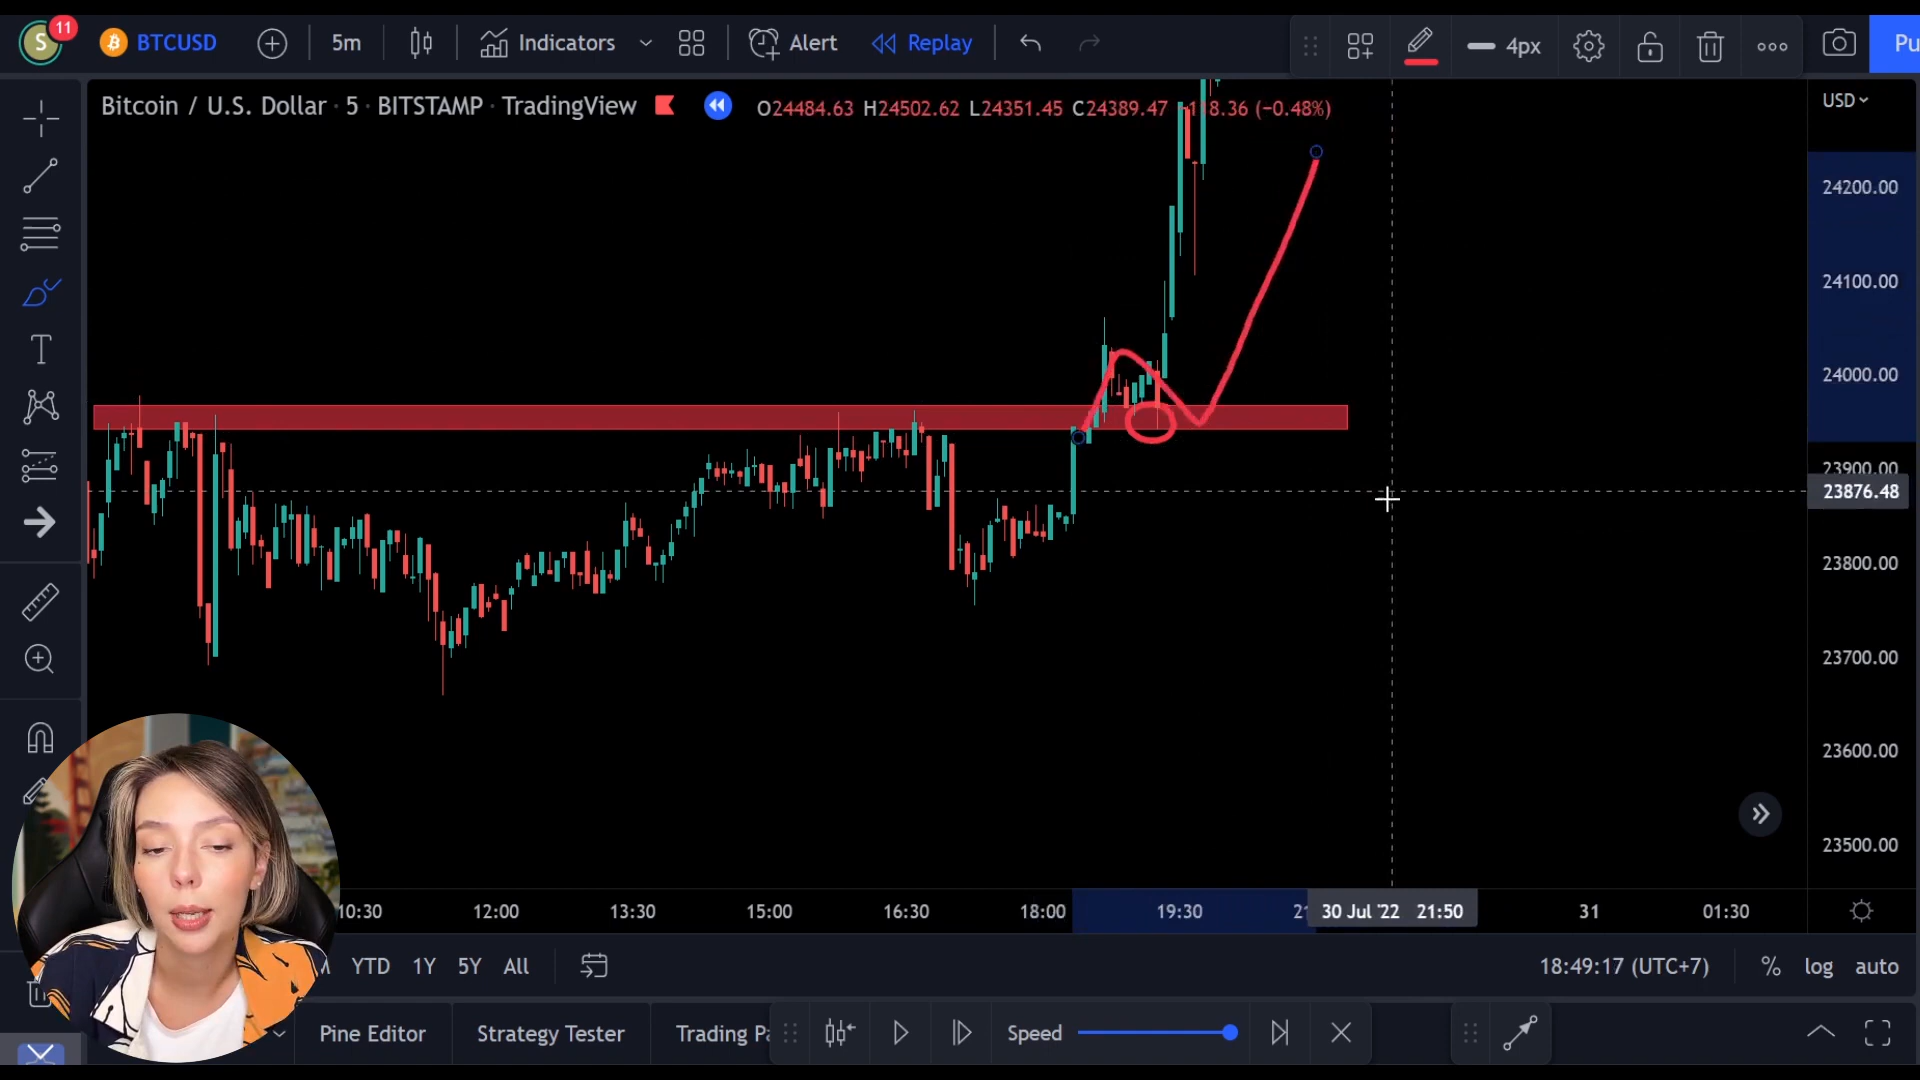 S 11 BTCUSD 5m Indicators Alert Replay 4px Pu
Bitcoin / U.S. Dollar · 5 · BITSTAMP · TradingView O24484.63 H24502.62 L24351.45 C24389.47 (−0.48%)
USD
24200.00
24100.00
24000.00
23900.00
23876.48
23800.00
23700.00
23600.00
23500.00
10:30 12:00 13:30 15:00 16:30 18:00 19:30 30 Jul '22 21:50 31 01:30
YTD 1Y 5Y All 18:49:17 (UTC+7) % log auto
Pine Editor Strategy Tester Trading Speed